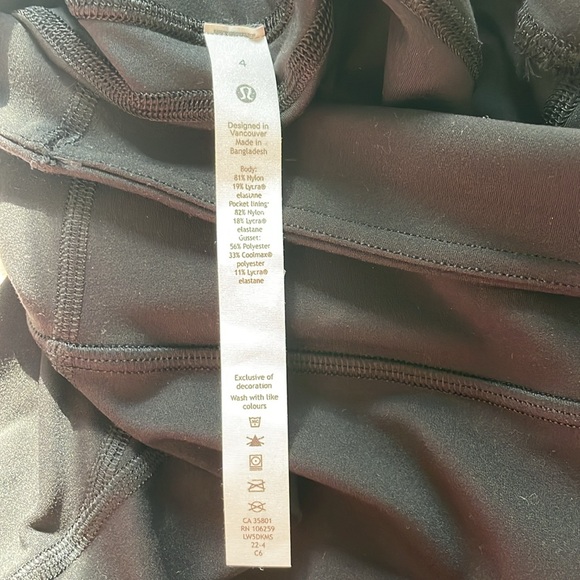 4
Designed in
Vancouver
Made in
Bangladesh
Body:
81% Nylon
19% Lycra®
elastane
Pocket lining:
82% Nylon
18% Lycra®
elastane
Gusset:
56% Polyester
33% Coolmax®
polyester
11% Lycra®
elastane
Exclusive of
decoration
Wash with like
colours
CA 35801
RN 106259
LW5DKMS
22-4
C6